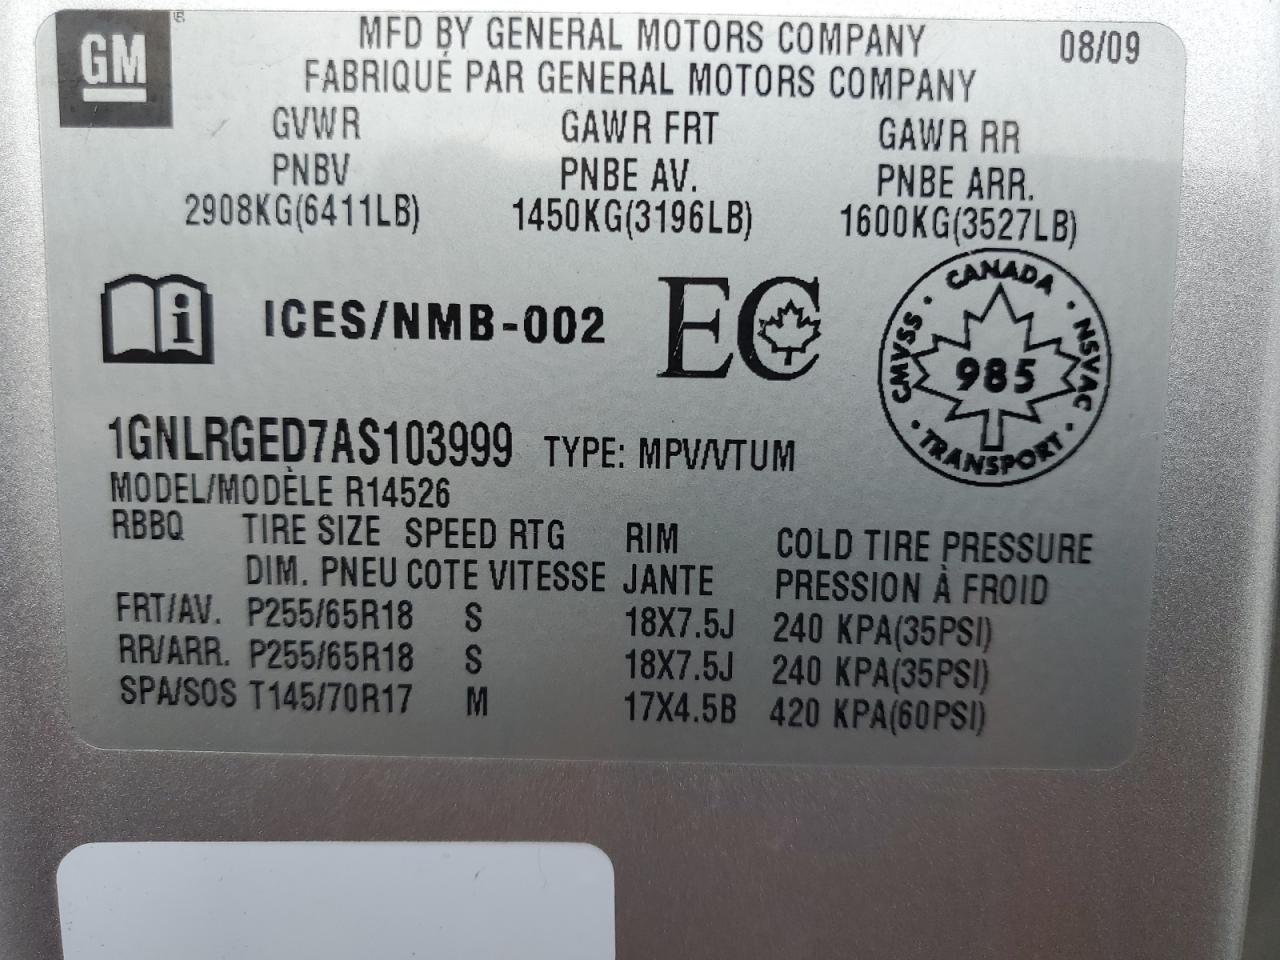 GM
MFD BY GENERAL MOTORS COMPANY 08/09
FABRIQUÉ PAR GENERAL MOTORS COMPANY
GVWR GAWR FRT GAWR RR
PNBV PNBE AV. PNBE ARR.
2908KG(6411LB) 1450KG(3196LB) 1600KG(3527LB)
i ICES/NMB-002 EC
CANADA
CMVSS 985 NSVAC
TRANSPORT
1GNLRGED7AS103999 TYPE: MPV/VTUM
MODEL/MODÈLE R14526
RBBQ TIRE SIZE SPEED RTG RIM COLD TIRE PRESSURE
DIM. PNEU COTE VITESSE JANTE PRESSION À FROID
FRT/AV. P255/65R18 S 18X7.5J 240 KPA(35PSI)
RR/ARR. P255/65R18 S 18X7.5J 240 KPA(35PSI)
SPA/SOS T145/70R17 M 17X4.5B 420 KPA(60PSI)